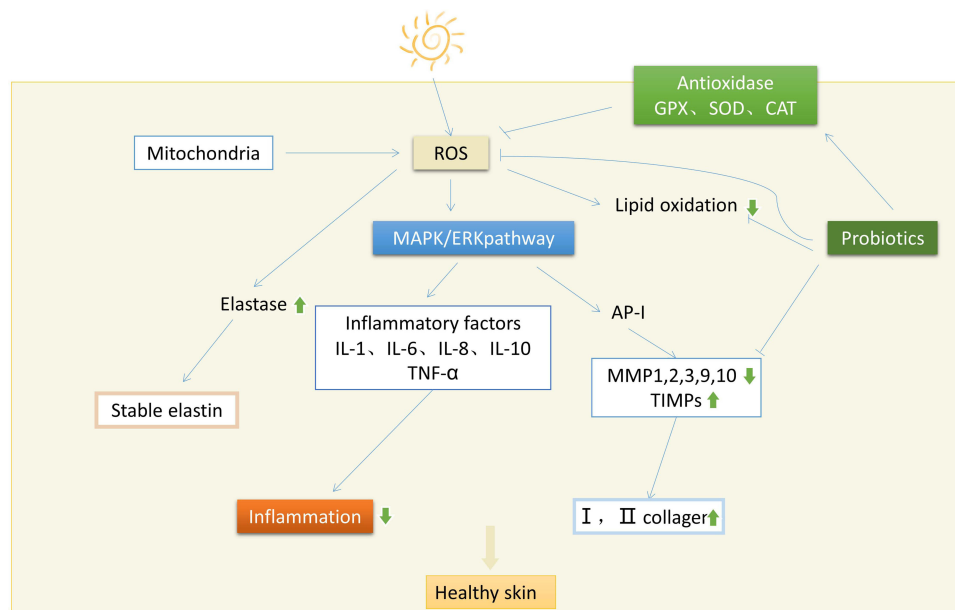 Antioxidase
GPX、SOD、CAT
Mitochondria
ROS
Lipid oxidation
MAPK/ERKpathway
Probiotics
Elastase
AP-I
Inflammatory factors
IL-1、IL-6、IL-8、IL-10
TNF-α
MMP1,2,3,9,10
TIMPs
Stable elastin
Inflammation
Ⅰ， Ⅱ collager
Healthy skin